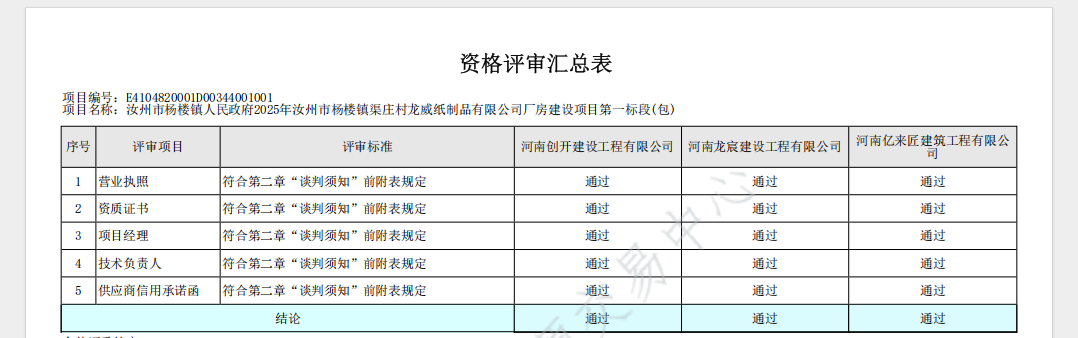 资格评审汇总表
项目编号：E4104820001D00344001001
项目名称：汝州市杨楼镇人民政府2025年汝州市杨楼镇渠庄村龙威纸制品有限公司厂房建设项目第一标段(包)
序号 评审项目 评审标准 河南创开建设工程有限公司 河南龙宸建设工程有限公司 河南亿来匠建筑工程有限公司
1 营业执照 符合第二章“谈判须知”前附表规定 通过 通过 通过
2 资质证书 符合第二章“谈判须知”前附表规定 通过 通过 通过
3 项目经理 符合第二章“谈判须知”前附表规定 通过 通过 通过
4 技术负责人 符合第二章“谈判须知”前附表规定 通过 通过 通过
5 供应商信用承诺函 符合第二章“谈判须知”前附表规定 通过 通过 通过
结论 通过 通过 通过
源交易中心